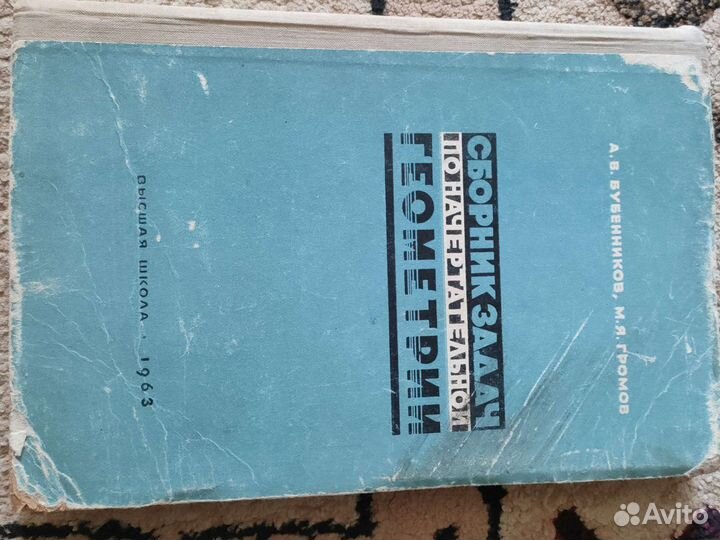 А. В. БУБЕННИКОВ, М. Я. ГРОМОВ
СБОРНИК ЗАДАЧ
ПО НАЧЕРТАТЕЛЬНОЙ
ГЕОМЕТРИИ
ВЫСШАЯ ШКОЛА · 1963
Avito